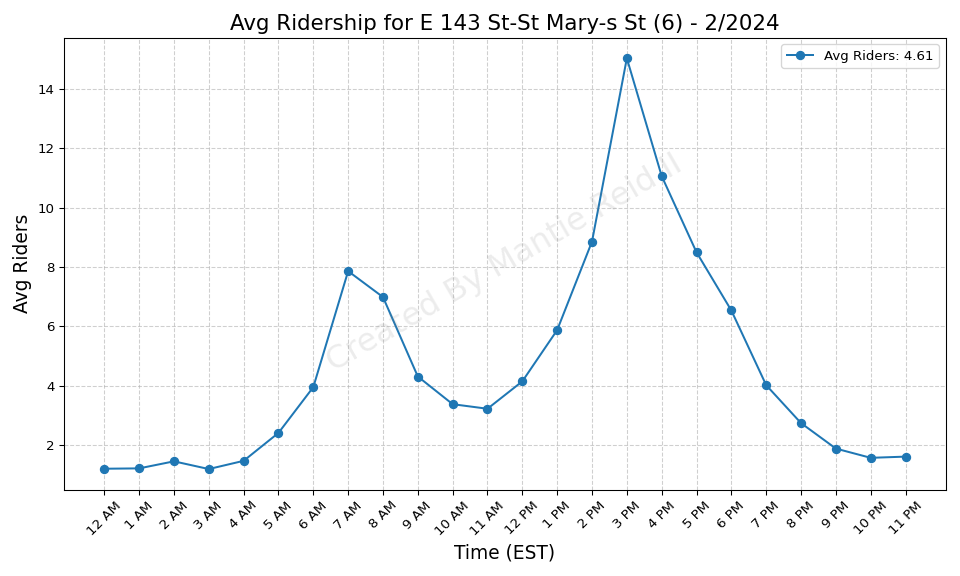 Avg Ridership for E 143 St-St Mary-s St (6) - 2/2024
Avg Riders: 4.61
Avg Riders
14
12
10
8
6
4
2
Created By Mantle Reid,II
12 AM
1 AM
2 AM
3 AM
4 AM
5 AM
6 AM
7 AM
8 AM
9 AM
10 AM
11 AM
12 PM
1 PM
2 PM
3 PM
4 PM
5 PM
6 PM
7 PM
8 PM
9 PM
10 PM
11 PM
Time (EST)